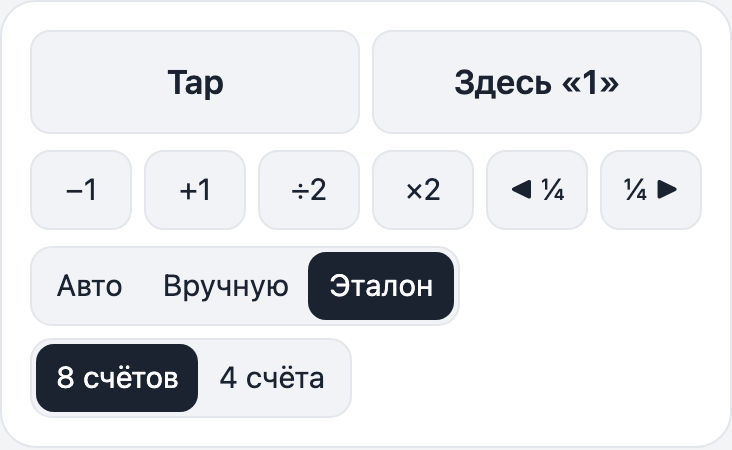 Тар Здесь «1»
−1 +1 ÷2 ×2 ◀ ¼ ¼ ▶
Авто Вручную Эталон
8 счётов 4 счёта